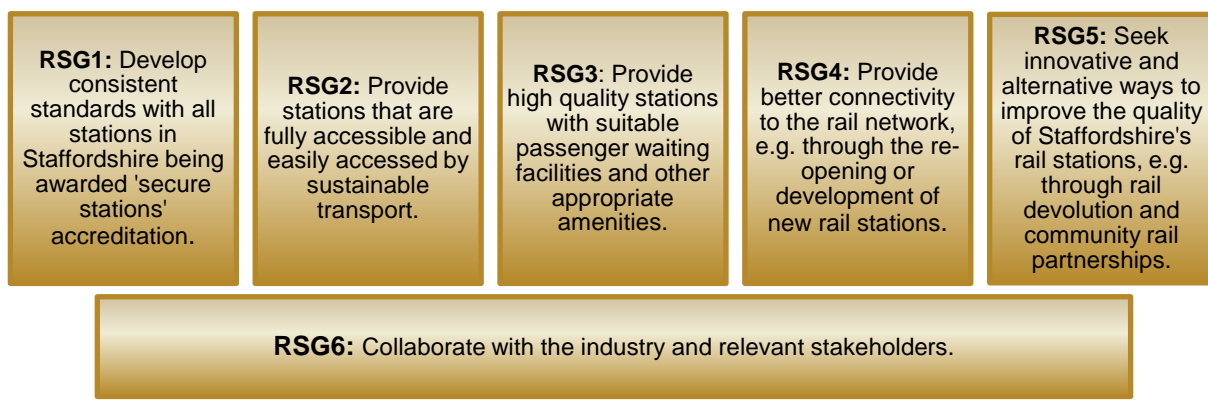 RSG1: Develop
consistent
standards with all
stations in
Staffordshire being
awarded 'secure
stations'
accreditation.
RSG2: Provide
stations that are
fully accessible and
easily accessed by
sustainable
transport.
RSG3: Provide
high quality stations
with suitable
passenger waiting
facilities and other
appropriate
amenities.
RSG4: Provide
better connectivity
to the rail network,
e.g. through the re-
opening or
development of
new rail stations.
RSG5: Seek
innovative and
alternative ways to
improve the quality
of Staffordshire's
rail stations, e.g.
through rail
devolution and
community rail
partnerships.
RSG6: Collaborate with the industry and relevant stakeholders.